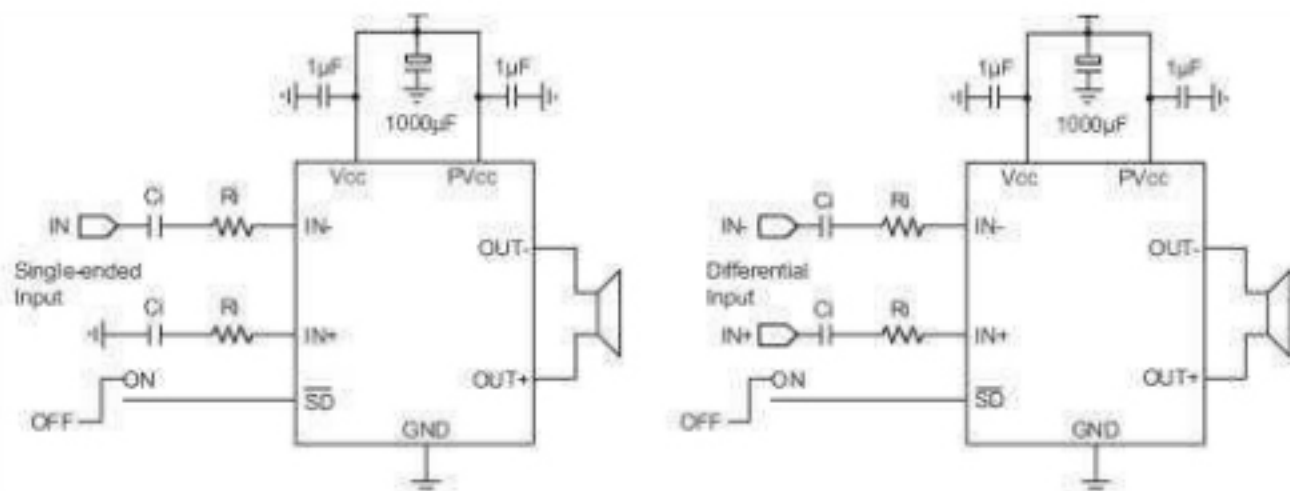 1µF
1µF
1000µF
Vcc
PVcc
Ci
Ri
IN
IN-
OUT-
Single-ended
Input
Ci
Ri
IN+
OUT+
ON
SD
OFF
GND
1µF
1µF
1000µF
Vcc
PVcc
Ci
Ri
IN-
IN-
OUT-
Differential
Input
Ci
Ri
IN+
IN+
OUT+
ON
SD
OFF
GND